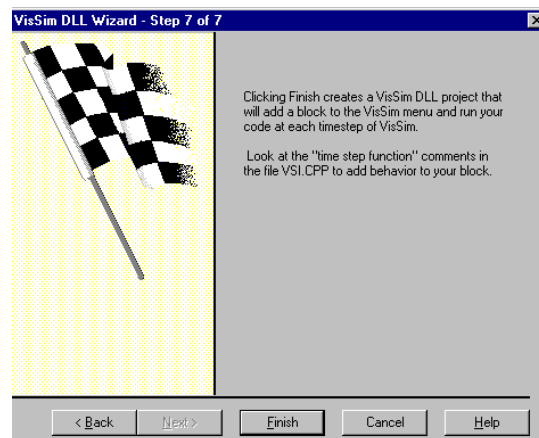 VisSim DLL Wizard - Step 7 of 7
Clicking Finish creates a VisSim DLL project that
will add a block to the VisSim menu and run your
code at each timestep of VisSim.
Look at the "time step function" comments in
the file VSI.CPP to add behavior to your block.
< Back Next > Finish Cancel Help